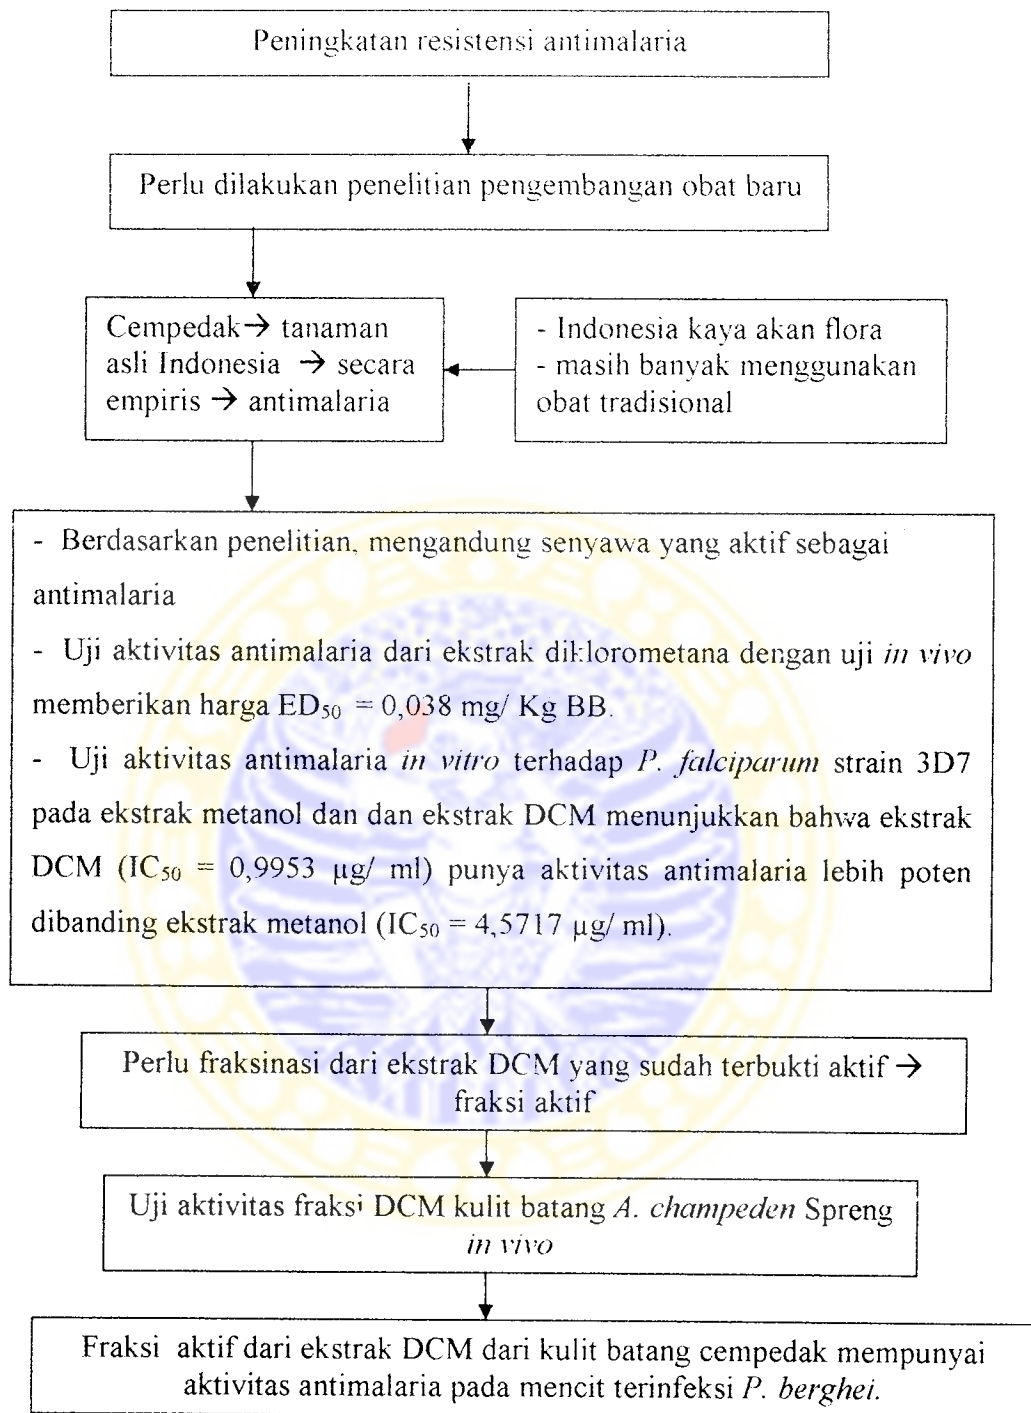 Peningkatan resistensi antimalaria
Perlu dilakukan penelitian pengembangan obat baru
Cempedak→ tanaman
asli Indonesia → secara
empiris → antimalaria
- Indonesia kaya akan flora
- masih banyak menggunakan
obat tradisional
- Berdasarkan penelitian, mengandung senyawa yang aktif sebagai
antimalaria
- Uji aktivitas antimalaria dari ekstrak diklorometana dengan uji in vivo
memberikan harga ED₅₀ = 0,038 mg/ Kg BB.
- Uji aktivitas antimalaria in vitro terhadap P. falciparum strain 3D7
pada ekstrak metanol dan dan ekstrak DCM menunjukkan bahwa ekstrak
DCM (IC₅₀ = 0,9953 µg/ ml) punya aktivitas antimalaria lebih poten
dibanding ekstrak metanol (IC₅₀ = 4,5717 µg/ ml).
Perlu fraksinasi dari ekstrak DCM yang sudah terbukti aktif →
fraksi aktif
Uji aktivitas fraksi DCM kulit batang A. champeden Spreng
in vivo
Fraksi aktif dari ekstrak DCM dari kulit batang cempedak mempunyai
aktivitas antimalaria pada mencit terinfeksi P. berghei.